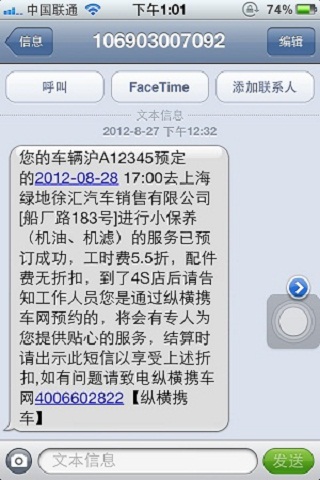 中国联通 下午1:01 73%
信息 106903007092 编辑
呼叫 FaceTime 添加联系人
文本信息
2012-8-27 下午12:32
您的车辆沪A12345预定
的2012-08-28 17:00去上海
绿地徐汇汽车销售有限公司
[船厂路183号]进行小保养
（机油、机滤）的服务已预
订成功，工时费5.5折，配件
费无折扣，到了4S店后请告
知工作人员您是通过纵横携
车网预约的，将会有专人为
您提供贴心的服务，结算时
请出示此短信以享受上述折
扣,如有问题请致电纵横携车
网4006602822【纵横携
车】
文本信息 发送